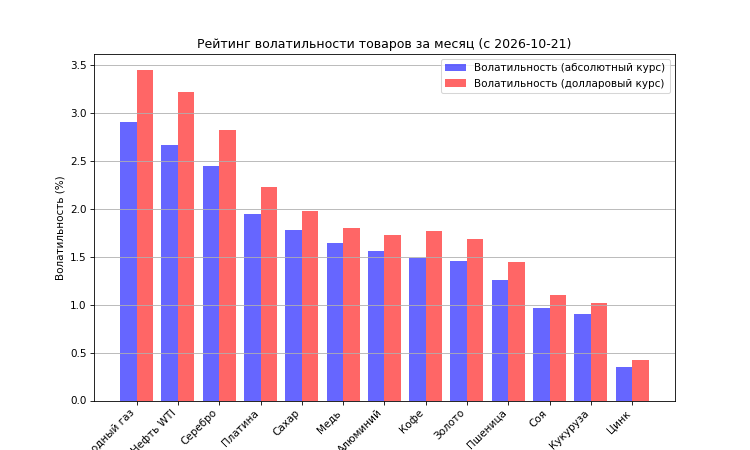 Рейтинг волатильности товаров за месяц (с 2026-10-21)
Волатильность (абсолютный курс)
Волатильность (долларовый курс)
Волатильность (%)
3.5
3.0
2.5
2.0
1.5
1.0
0.5
0.0
газ
Нефть WTI
Серебро
Платина
Сахар
Медь
Алюминий
Кофе
Золото
Пшеница
Соя
Кукуруза
Цинк